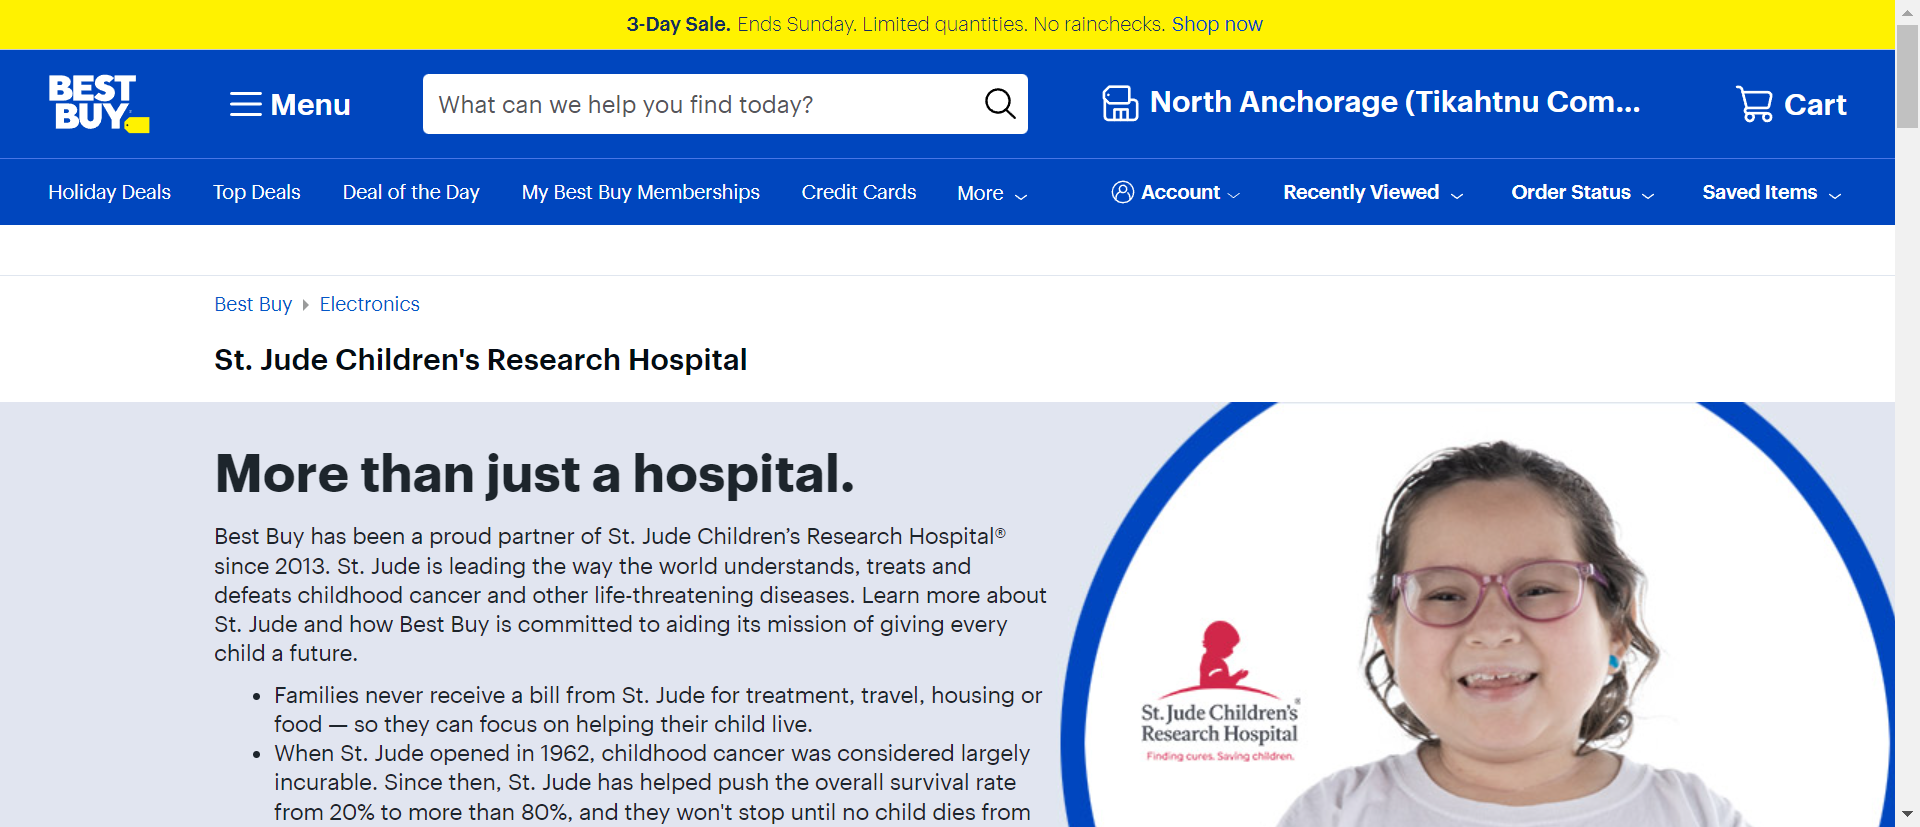 3-Day Sale. Ends Sunday. Limited quantities. No rainchecks. Shop now
BEST
BUY
Menu
What can we help you find today?
North Anchorage (Tikahtnu Com...
Cart
Holiday Deals
Top Deals
Deal of the Day
My Best Buy Memberships
Credit Cards
More
Account
Recently Viewed
Order Status
Saved Items
Best Buy
Electronics
St. Jude Children's Research Hospital
More than just a hospital.
Best Buy has been a proud partner of St. Jude Children’s Research Hospital®
since 2013. St. Jude is leading the way the world understands, treats and
defeats childhood cancer and other life-threatening diseases. Learn more about
St. Jude and how Best Buy is committed to aiding its mission of giving every
child a future.
• Families never receive a bill from St. Jude for treatment, travel, housing or
food — so they can focus on helping their child live.
• When St. Jude opened in 1962, childhood cancer was considered largely
incurable. Since then, St. Jude has helped push the overall survival rate
from 20% to more than 80%, and they won't stop until no child dies from
St. Jude Children's®
Research Hospital
Finding cures. Saving children.